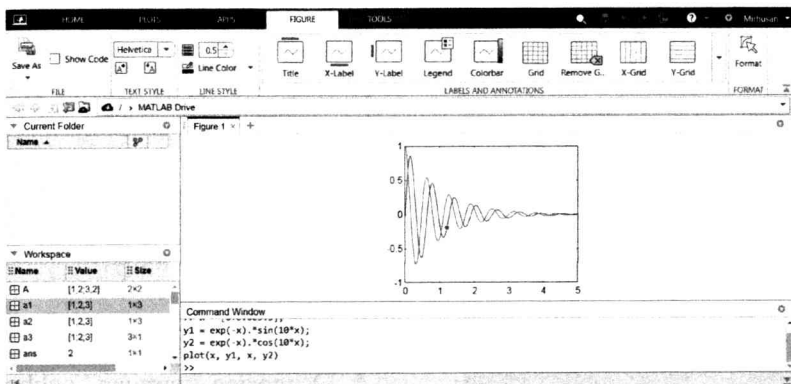 HOME PLOTS APPS FIGURE TOOLS
? Mirhusan
Save As
Show Code
Helvetica
0.5
Line Color
Title X-Label Y-Label Legend Colorbar Grid Remove G.. X-Grid Y-Grid Format
FILE TEXT STYLE LINE STYLE LABELS AND ANNOTATIONS FORMAT
/ > MATLAB Drive
Current Folder
Name
Figure 1 × +
1
0.5
0
-0.5
-1
0 1 2 3 4 5
Workspace
Name Value Size
A [1,2;3,2] 2×2
a1 [1,2,3] 1×3
a2 [1,2,3] 1×3
a3 [1;2;3] 3×1
ans 2 1×1
Command Window
y1 = exp(-x).*sin(10*x);
y2 = exp(-x).*cos(10*x);
plot(x, y1, x, y2)
>>